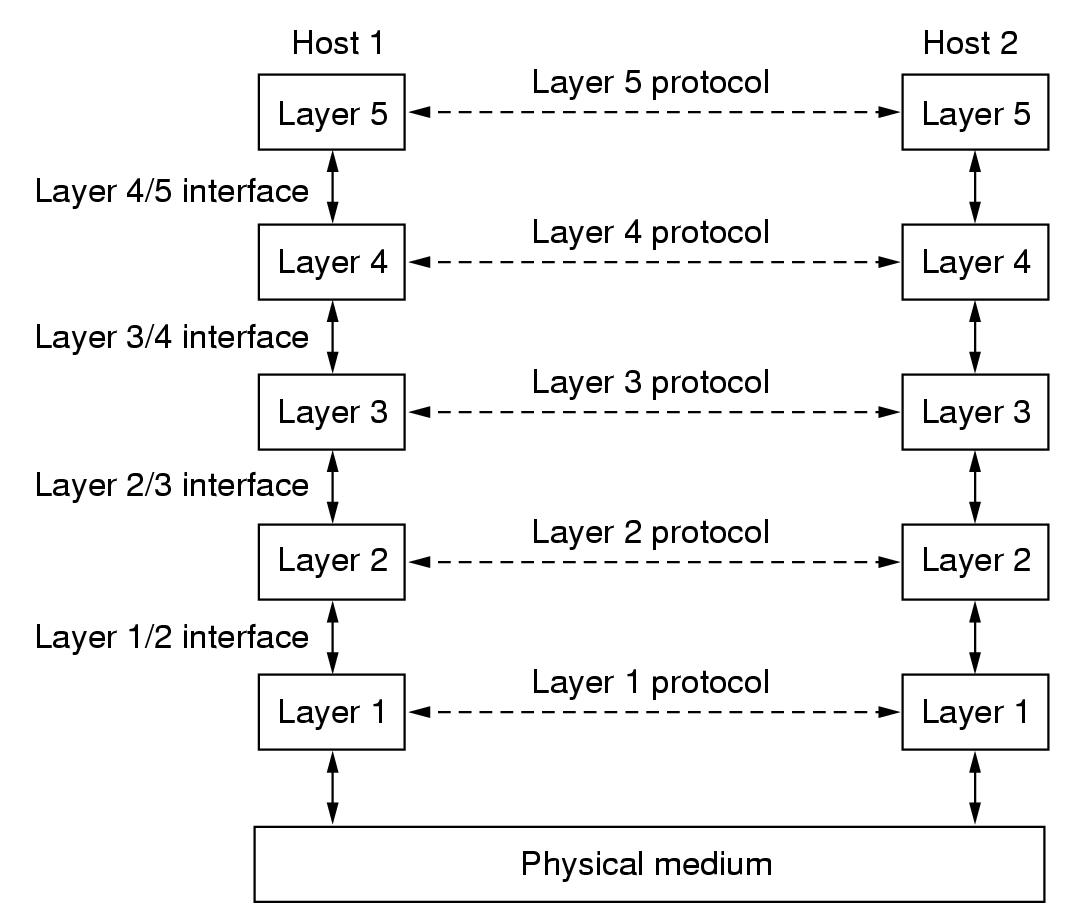 Host 1
Host 2
Layer 5 protocol
Layer 5
Layer 5
Layer 4/5 interface
Layer 4 protocol
Layer 4
Layer 4
Layer 3/4 interface
Layer 3 protocol
Layer 3
Layer 3
Layer 2/3 interface
Layer 2 protocol
Layer 2
Layer 2
Layer 1/2 interface
Layer 1 protocol
Layer 1
Layer 1
Physical medium